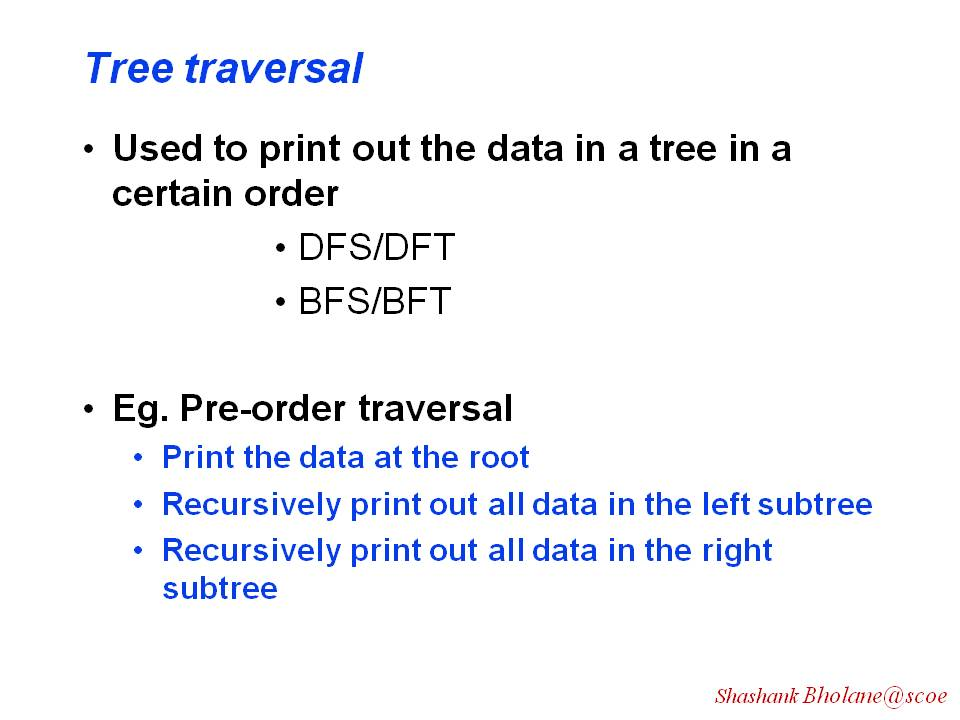 Tree traversal
• Used to print out the data in a tree in a
certain order
• DFS/DFT
• BFS/BFT
• Eg. Pre-order traversal
• Print the data at the root
• Recursively print out all data in the left subtree
• Recursively print out all data in the right
subtree
Shashank Bholane@scoe